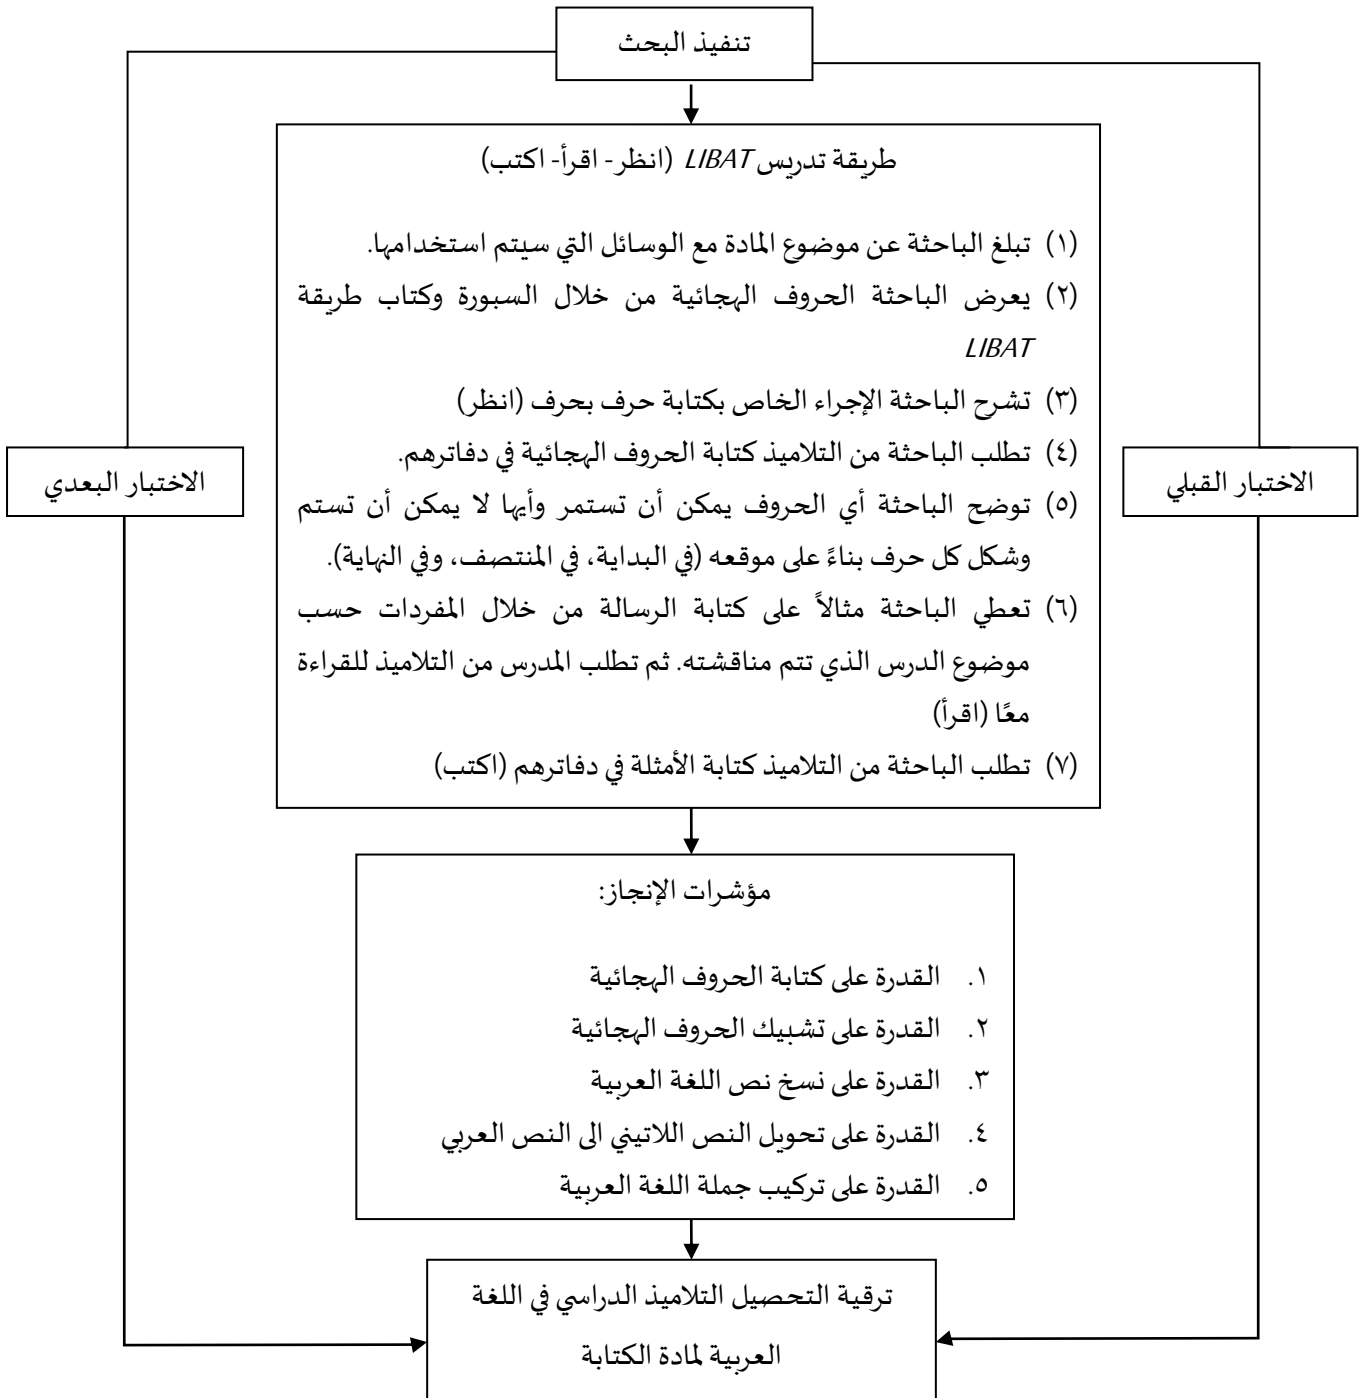 تنفيذ البحث
طريقة تدريس LIBAT (انظر- اقرأ- اكتب)
(١) تبلغ الباحثة عن موضوع المادة مع الوسائل التي سيتم استخدامها.
(٢) يعرض الباحثة الحروف الهجائية من خلال السبورة وكتاب طريقة
LIBAT
(٣) تشرح الباحثة الإجراء الخاص بكتابة حرف بحرف (انظر)
(٤) تطلب الباحثة من التلاميذ كتابة الحروف الهجائية في دفاترهم.
(٥) توضح الباحثة أي الحروف يمكن أن تستمر وأيها لا يمكن أن تستم
وشكل كل حرف بناءً على موقعه (في البداية، في المنتصف، وفي النهاية).
(٦) تعطي الباحثة مثالاً على كتابة الرسالة من خلال المفردات حسب
موضوع الدرس الذي تتم مناقشته. ثم تطلب المدرس من التلاميذ للقراءة
معًا (اقرأ)
(٧) تطلب الباحثة من التلاميذ كتابة الأمثلة في دفاترهم (اكتب)
الاختبار القبلي
الاختبار البعدي
مؤشرات الإنجاز:
١. القدرة على كتابة الحروف الهجائية
٢. القدرة على تشبيك الحروف الهجائية
٣. القدرة على نسخ نص اللغة العربية
٤. القدرة على تحويل النص اللاتيني الى النص العربي
٥. القدرة على تركيب جملة اللغة العربية
ترقية التحصيل التلاميذ الدراسي في اللغة
العربية لمادة الكتابة